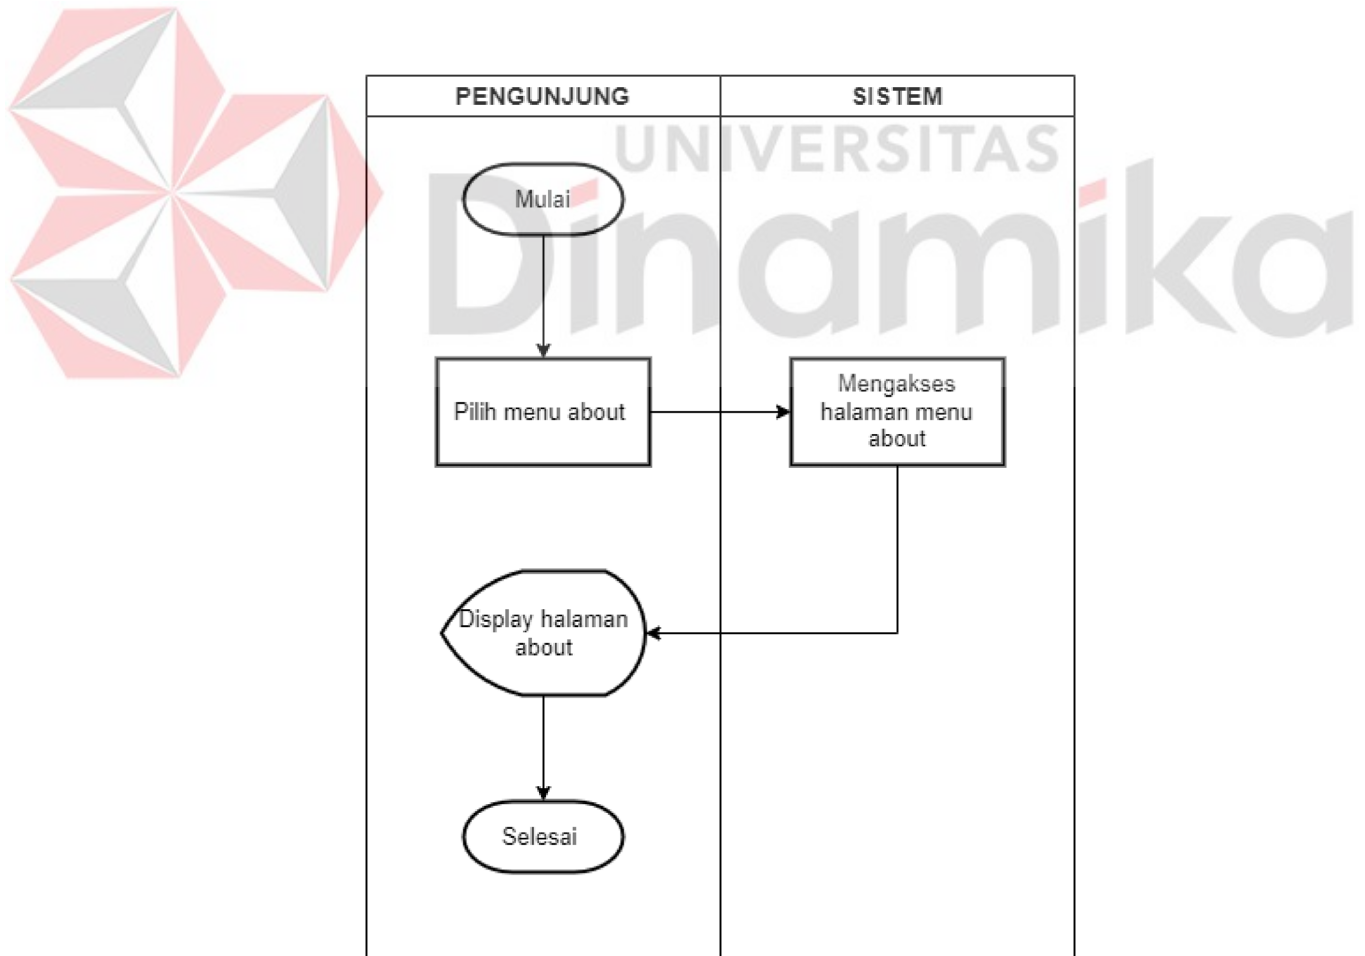 PENGUNJUNG
SISTEM
UNIVERSITAS
Dinamika
Mulai
Pilih menu about
Mengakses
halaman menu
about
Display halaman
about
Selesai